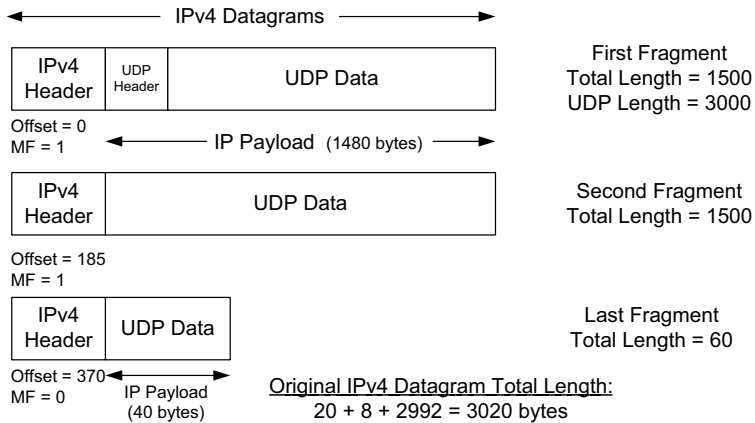 IPv4 Datagrams
IPv4
Header
UDP
Header
UDP Data
First Fragment
Total Length = 1500
UDP Length = 3000
Offset = 0
MF = 1
IP Payload (1480 bytes)
IPv4
Header
UDP Data
Second Fragment
Total Length = 1500
Offset = 185
MF = 1
IPv4
Header
UDP Data
Last Fragment
Total Length = 60
Offset = 370
MF = 0
IP Payload
(40 bytes)
Original IPv4 Datagram Total Length:
20 + 8 + 2992 = 3020 bytes